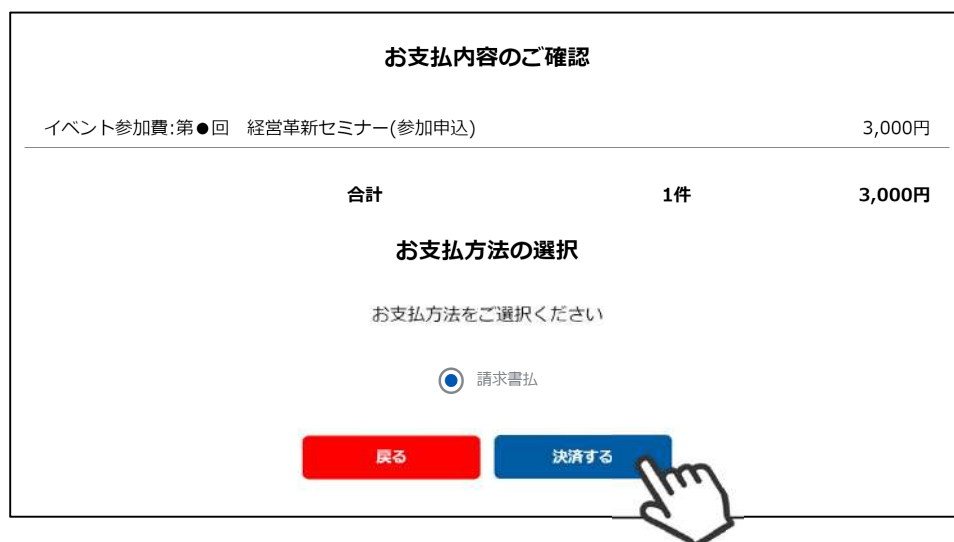 お支払内容のご確認
イベント参加費:第●回　経営革新セミナー(参加申込) 3,000円
合計 1件 3,000円
お支払方法の選択
お支払方法をご選択ください
請求書払
戻る 決済する